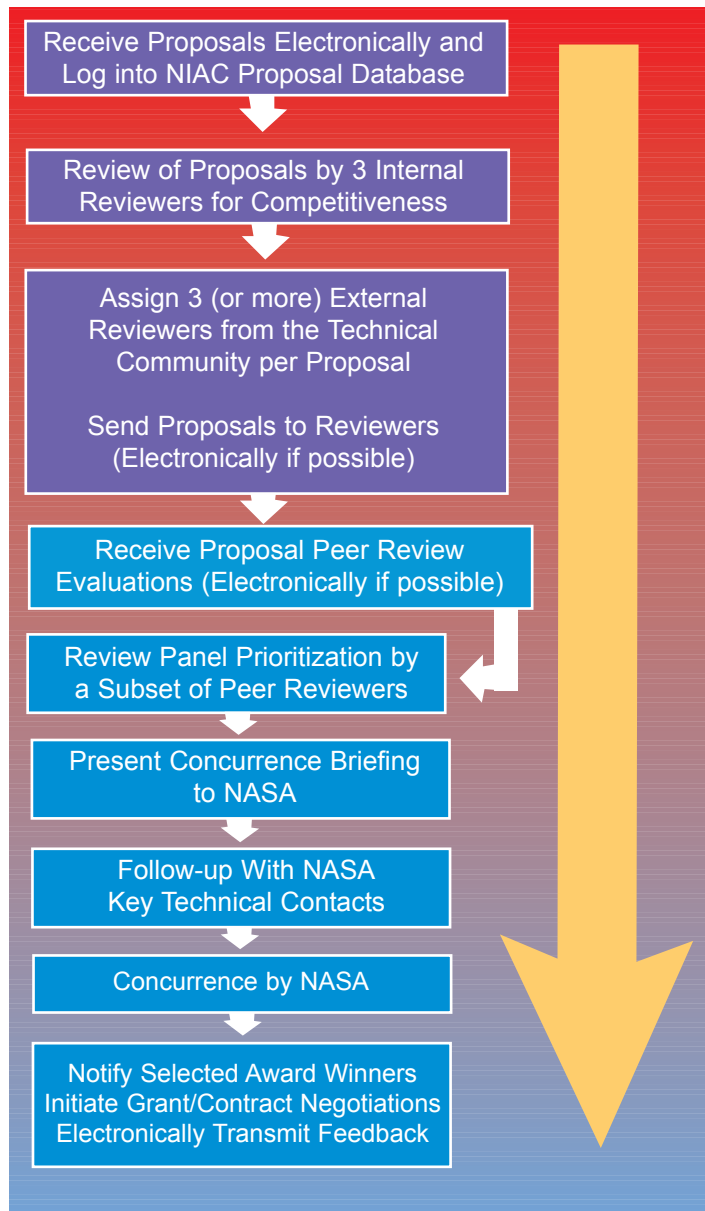 Receive Proposals Electronically and
Log into NIAC Proposal Database
Review of Proposals by 3 Internal
Reviewers for Competitiveness
Assign 3 (or more) External
Reviewers from the Technical
Community per Proposal
Send Proposals to Reviewers
(Electronically if possible)
Receive Proposal Peer Review
Evaluations (Electronically if possible)
Review Panel Prioritization by
a Subset of Peer Reviewers
Present Concurrence Briefing
to NASA
Follow-up With NASA
Key Technical Contacts
Concurrence by NASA
Notify Selected Award Winners
Initiate Grant/Contract Negotiations
Electronically Transmit Feedback